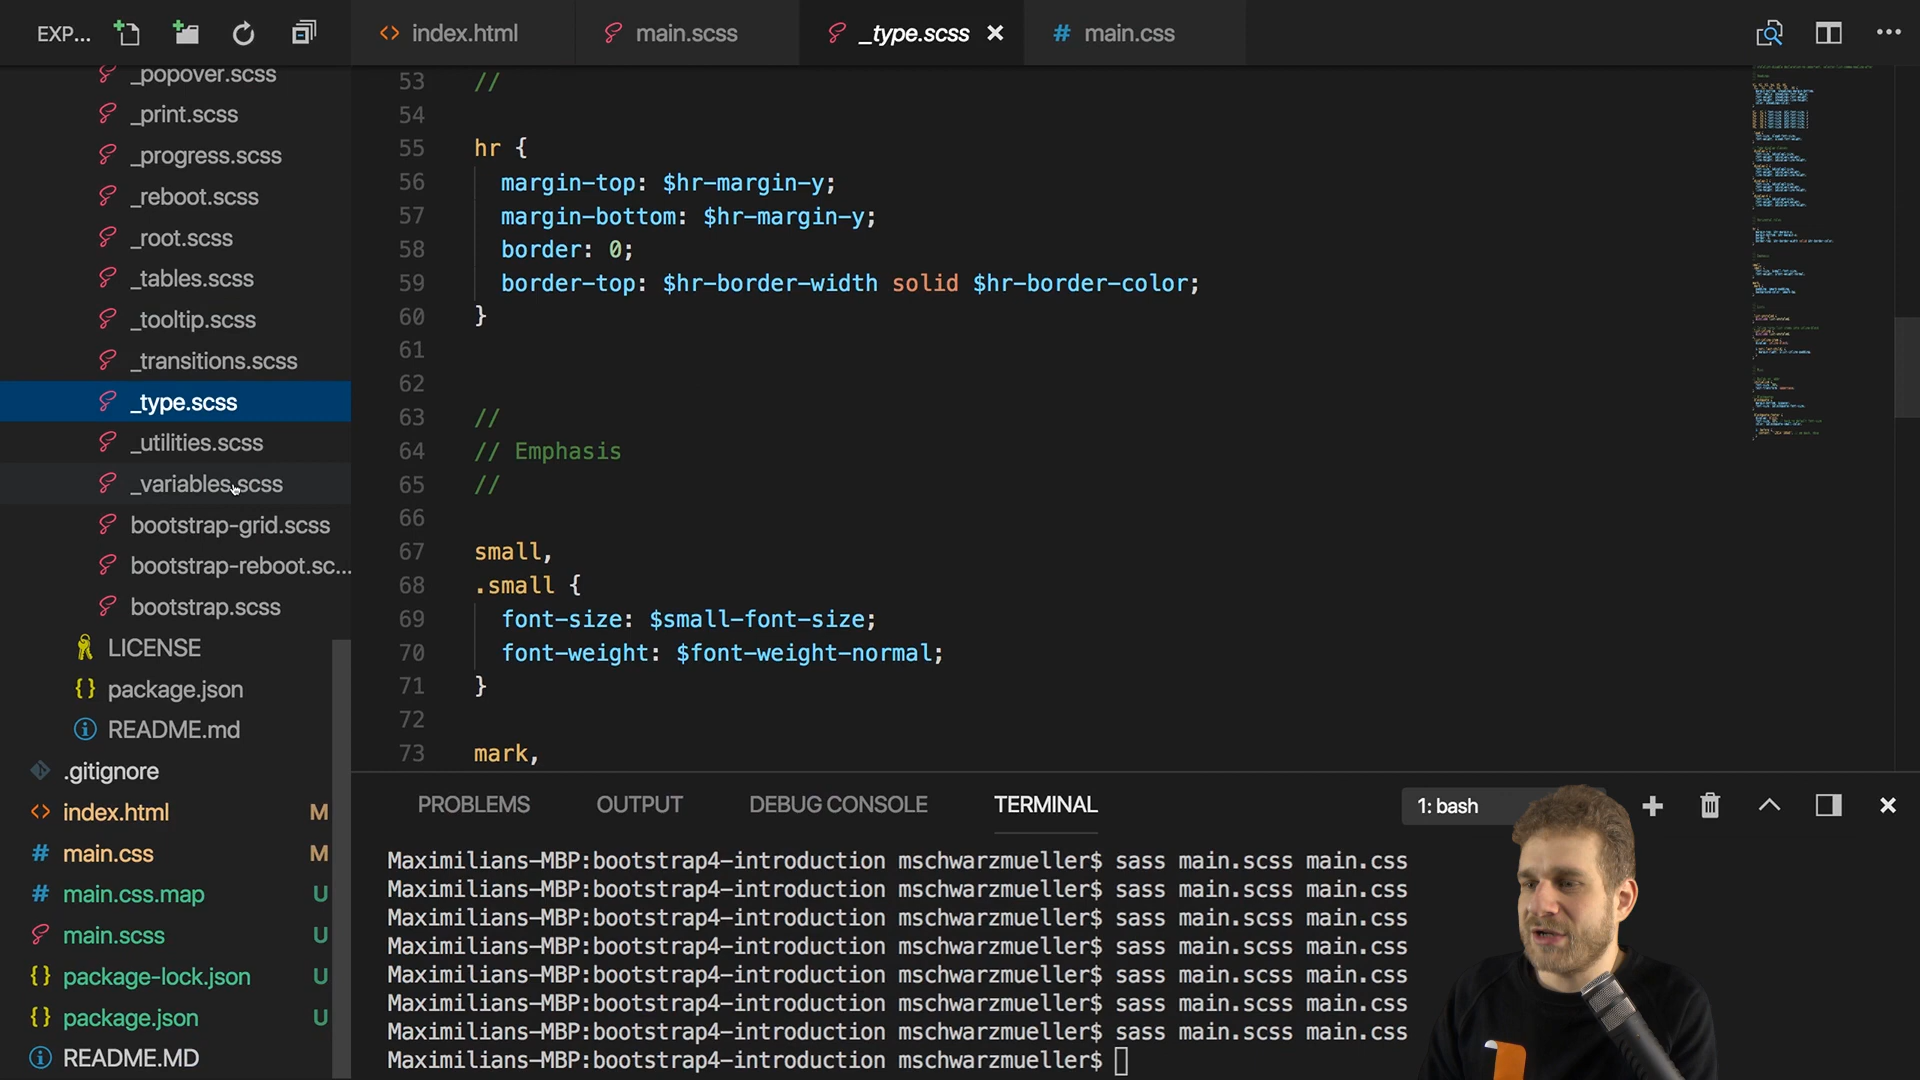 EXP...
index.html
main.scss
_type.scss
main.css
_popover.scss
_print.scss
_progress.scss
_reboot.scss
_root.scss
_tables.scss
_tooltip.scss
_transitions.scss
_type.scss
_utilities.scss
_variables.scss
bootstrap-grid.scss
bootstrap-reboot.sc...
bootstrap.scss
LICENSE
package.json
README.md
.gitignore
index.html M
main.css M
main.css.map U
main.scss U
package-lock.json U
package.json U
README.MD
53 //
54
55 hr {
56 margin-top: $hr-margin-y;
57 margin-bottom: $hr-margin-y;
58 border: 0;
59 border-top: $hr-border-width solid $hr-border-color;
60 }
61
62
63 //
64 // Emphasis
65 //
66
67 small,
68 .small {
69 font-size: $small-font-size;
70 font-weight: $font-weight-normal;
71 }
72
73 mark,
PROBLEMS OUTPUT DEBUG CONSOLE TERMINAL 1: bash
Maximilians-MBP:bootstrap4-introduction mschwarzmueller$ sass main.scss main.css
Maximilians-MBP:bootstrap4-introduction mschwarzmueller$ sass main.scss main.css
Maximilians-MBP:bootstrap4-introduction mschwarzmueller$ sass main.scss main.css
Maximilians-MBP:bootstrap4-introduction mschwarzmueller$ sass main.scss main.css
Maximilians-MBP:bootstrap4-introduction mschwarzmueller$ sass main.scss main.css
Maximilians-MBP:bootstrap4-introduction mschwarzmueller$ sass main.scss main.css
Maximilians-MBP:bootstrap4-introduction mschwarzmueller$ sass main.scss main.css
Maximilians-MBP:bootstrap4-introduction mschwarzmueller$